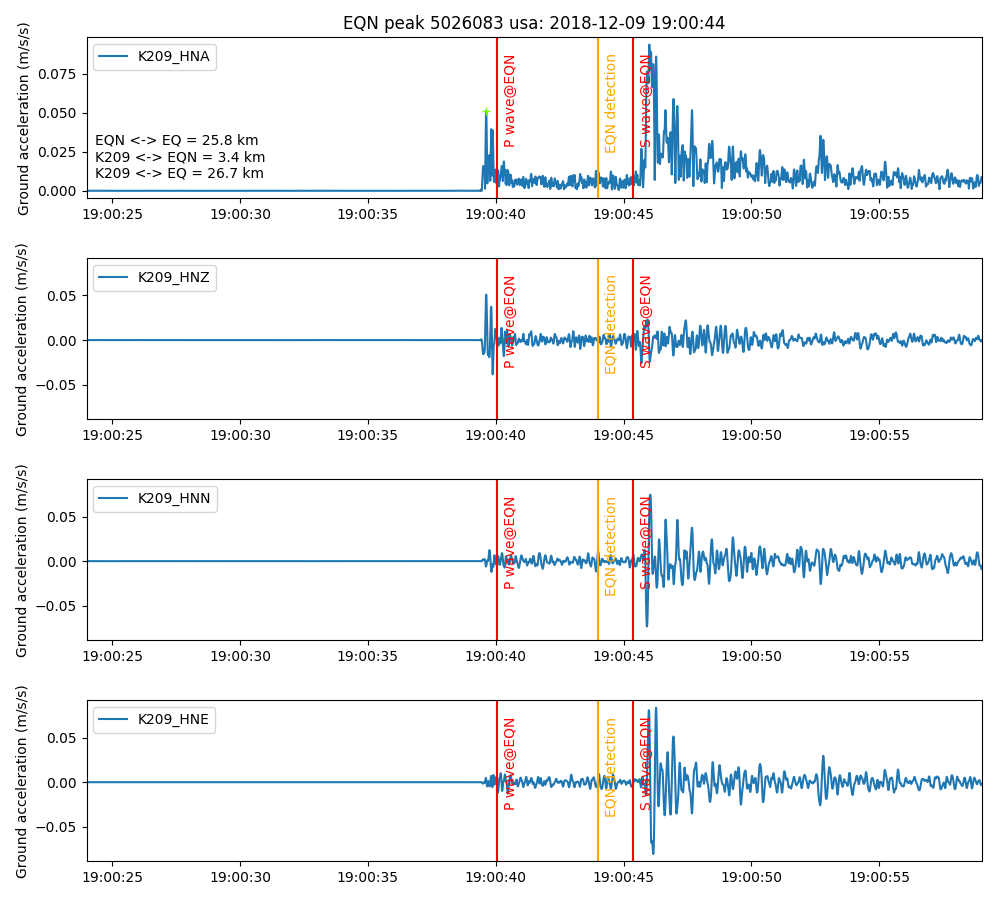 EQN peak 5026083 usa: 2018-12-09 19:00:44
Ground acceleration (m/s/s)
K209_HNA
P wave@EQN
EQN detection
S wave@EQN
EQN <-> EQ = 25.8 km
K209 <-> EQN = 3.4 km
K209 <-> EQ = 26.7 km
0.075
0.050
0.025
0.000
19:00:25 19:00:30 19:00:35 19:00:40 19:00:45 19:00:50 19:00:55
Ground acceleration (m/s/s)
K209_HNZ
P wave@EQN
EQN detection
S wave@EQN
0.05
0.00
−0.05
19:00:25 19:00:30 19:00:35 19:00:40 19:00:45 19:00:50 19:00:55
Ground acceleration (m/s/s)
K209_HNN
P wave@EQN
EQN detection
S wave@EQN
0.05
0.00
−0.05
19:00:25 19:00:30 19:00:35 19:00:40 19:00:45 19:00:50 19:00:55
Ground acceleration (m/s/s)
K209_HNE
P wave@EQN
EQN detection
S wave@EQN
0.05
0.00
−0.05
19:00:25 19:00:30 19:00:35 19:00:40 19:00:45 19:00:50 19:00:55